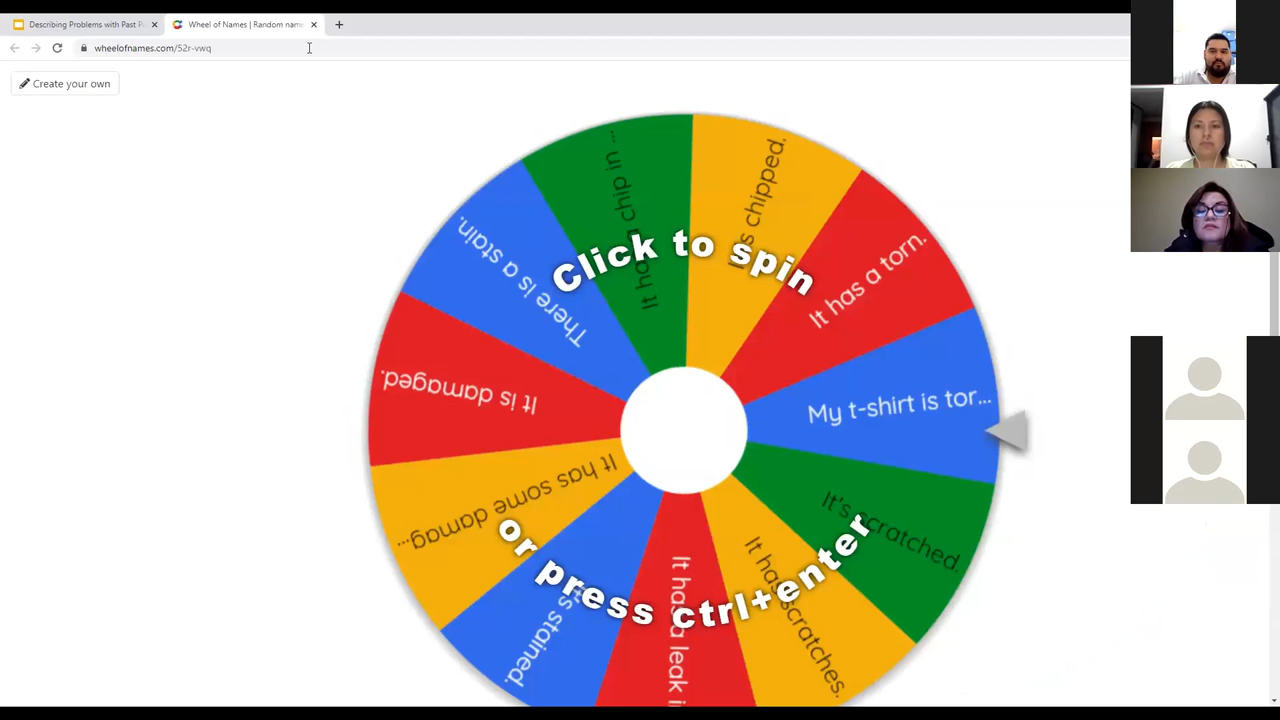 Describing Problems with Past P
Wheel of Names | Random name
wheelofnames.com/52r-vwq
Create your own
Click to spin
or press ctrl+enter
It has a chip in ...
It's chipped.
It has a torn.
My t-shirt is tor...
It's scratched.
It has scratches.
It has a leak i
It's stained.
It has some damag...
It is damaged.
There is a stain.